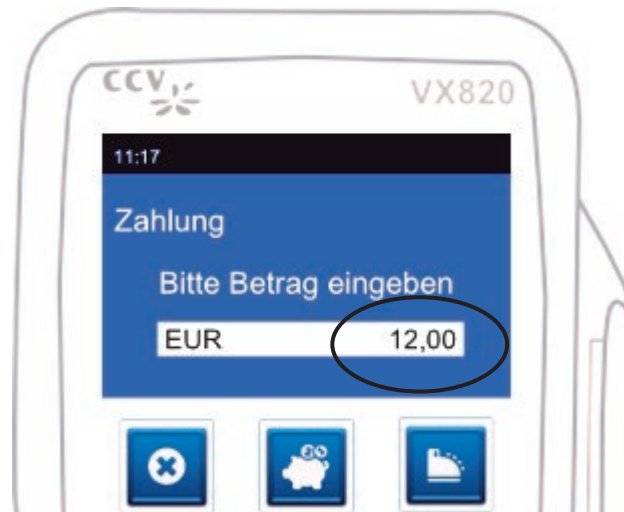 CCV
VX820
11:17
Zahlung
Bitte Betrag eingeben
EUR 12,00